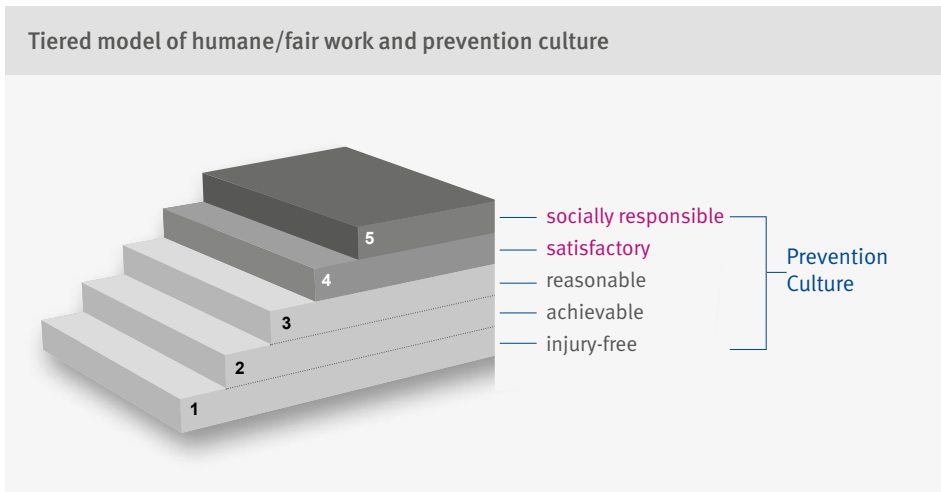 Tiered model of humane/fair work and prevention culture
5
4
3
2
1
socially responsible
satisfactory
reasonable
achievable
injury-free
Prevention
Culture